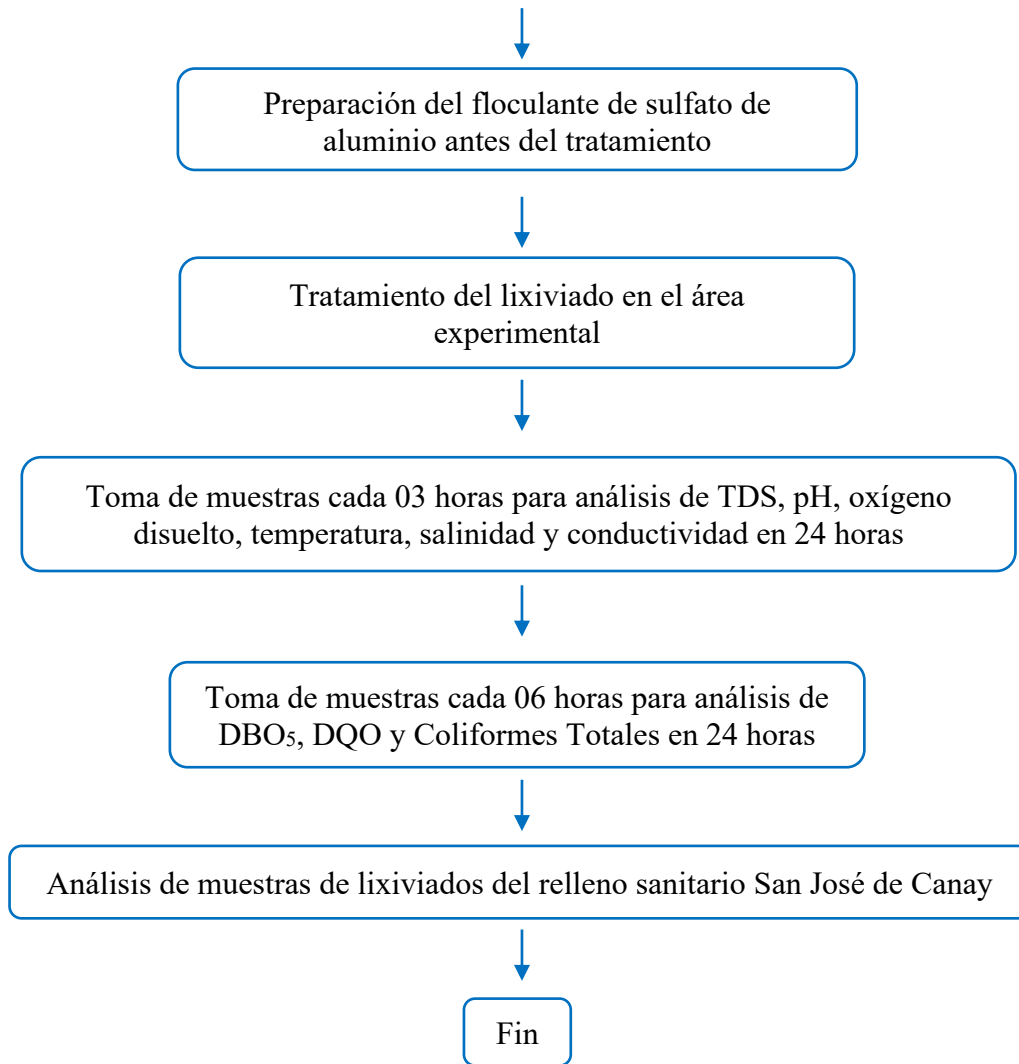 Preparación del floculante de sulfato de
aluminio antes del tratamiento
Tratamiento del lixiviado en el área
experimental
Toma de muestras cada 03 horas para análisis de TDS, pH, oxígeno
disuelto, temperatura, salinidad y conductividad en 24 horas
Toma de muestras cada 06 horas para análisis de
DBO₅, DQO y Coliformes Totales en 24 horas
Análisis de muestras de lixiviados del relleno sanitario San José de Canay
Fin